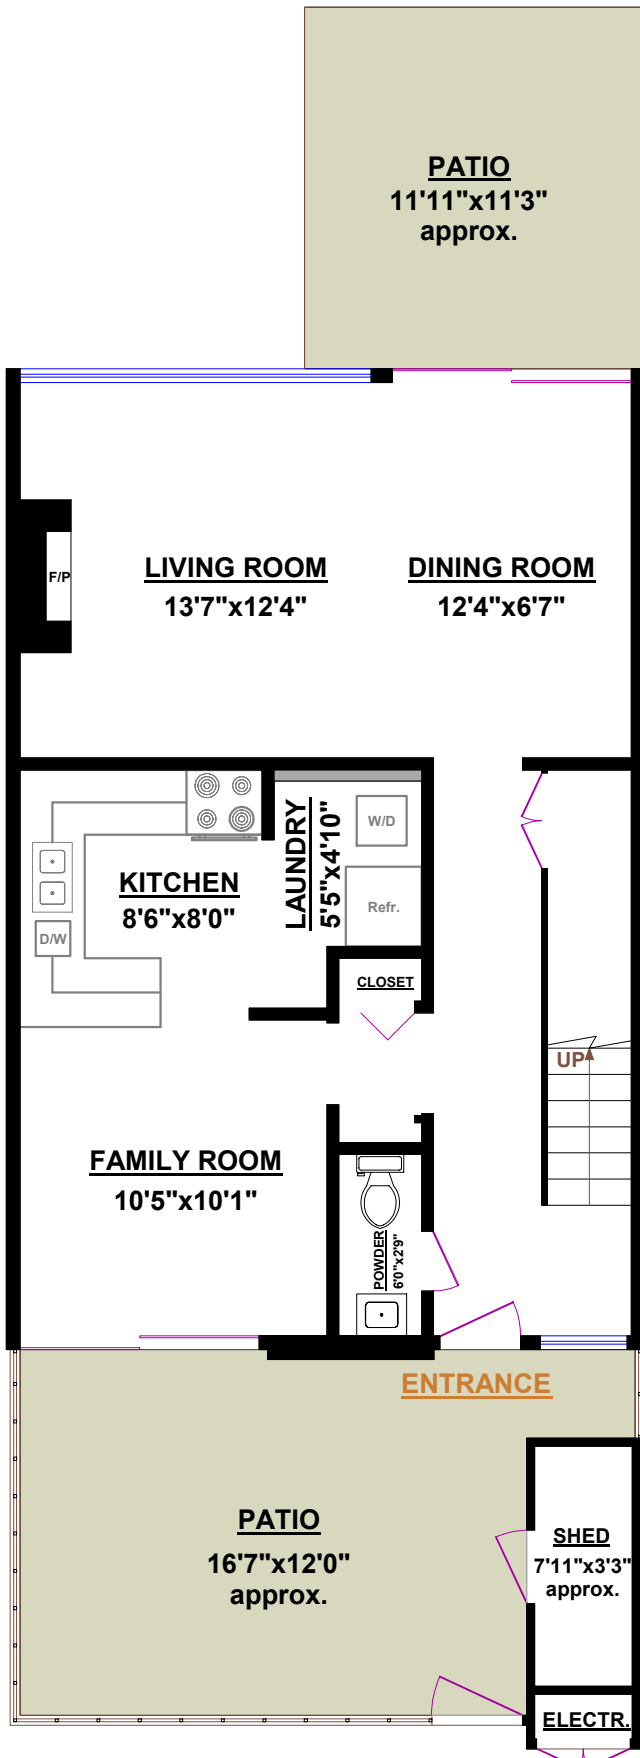 PATIO
11'11"x11'3"
approx.
F/P
LIVING ROOM
13'7"x12'4"
DINING ROOM
12'4"x6'7"
KITCHEN
8'6"x8'0"
D/W
LAUNDRY
5'5"x4'10"
W/D
Refr.
CLOSET
UP
FAMILY ROOM
10'5"x10'1"
POWDER
6'0"x2'9"
ENTRANCE
PATIO
16'7"x12'0"
approx.
SHED
7'11"x3'3"
approx.
ELECTR.